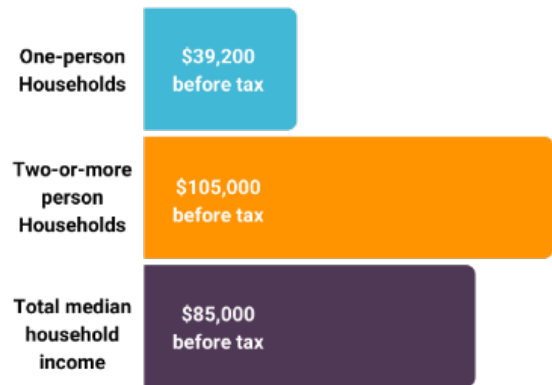 One-person
Households
$39,200
before tax
Two-or-more
person
Households
$105,000
before tax
Total median
household
income
$85,000
before tax